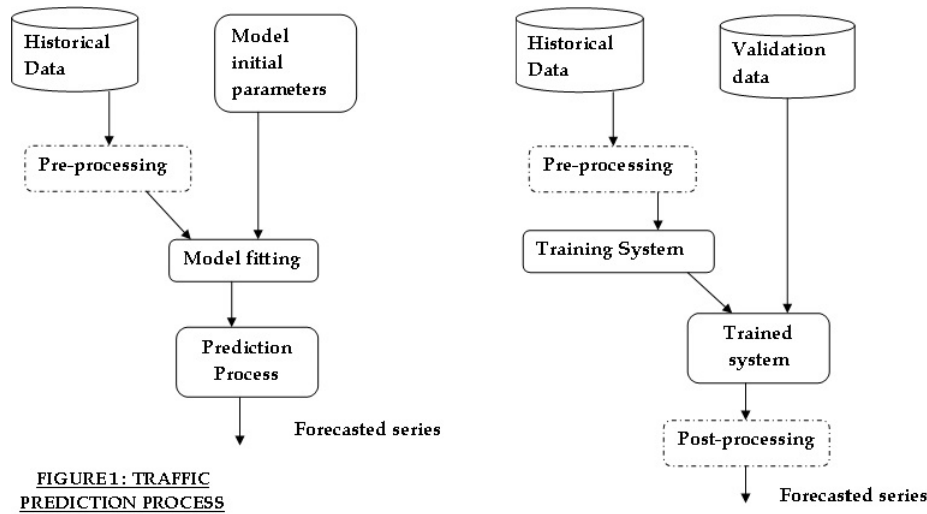 Historical
Data
Model
initial
parameters
Pre-processing
Model fitting
Prediction
Process
Forecasted series
FIGURE 1: TRAFFIC
PREDICTION PROCESS
Historical
Data
Validation
data
Pre-processing
Training System
Trained
system
Post-processing
Forecasted series